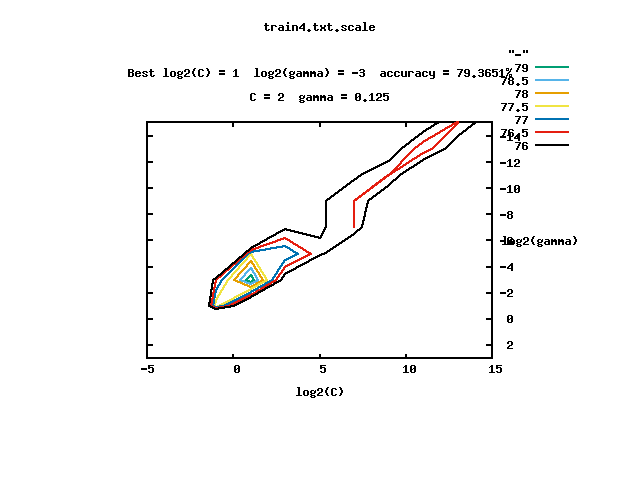 train4.txt.scale
"-"
Best log2(C) = 1  log2(gamma) = -3  accuracy = 79.3651%
79
78.5
78
77.5
77
76.5
76
C = 2  gamma = 0.125
-14
-12
-10
-8
-6
log2(gamma)
-4
-2
0
2
-5 0 5 10 15
log2(C)